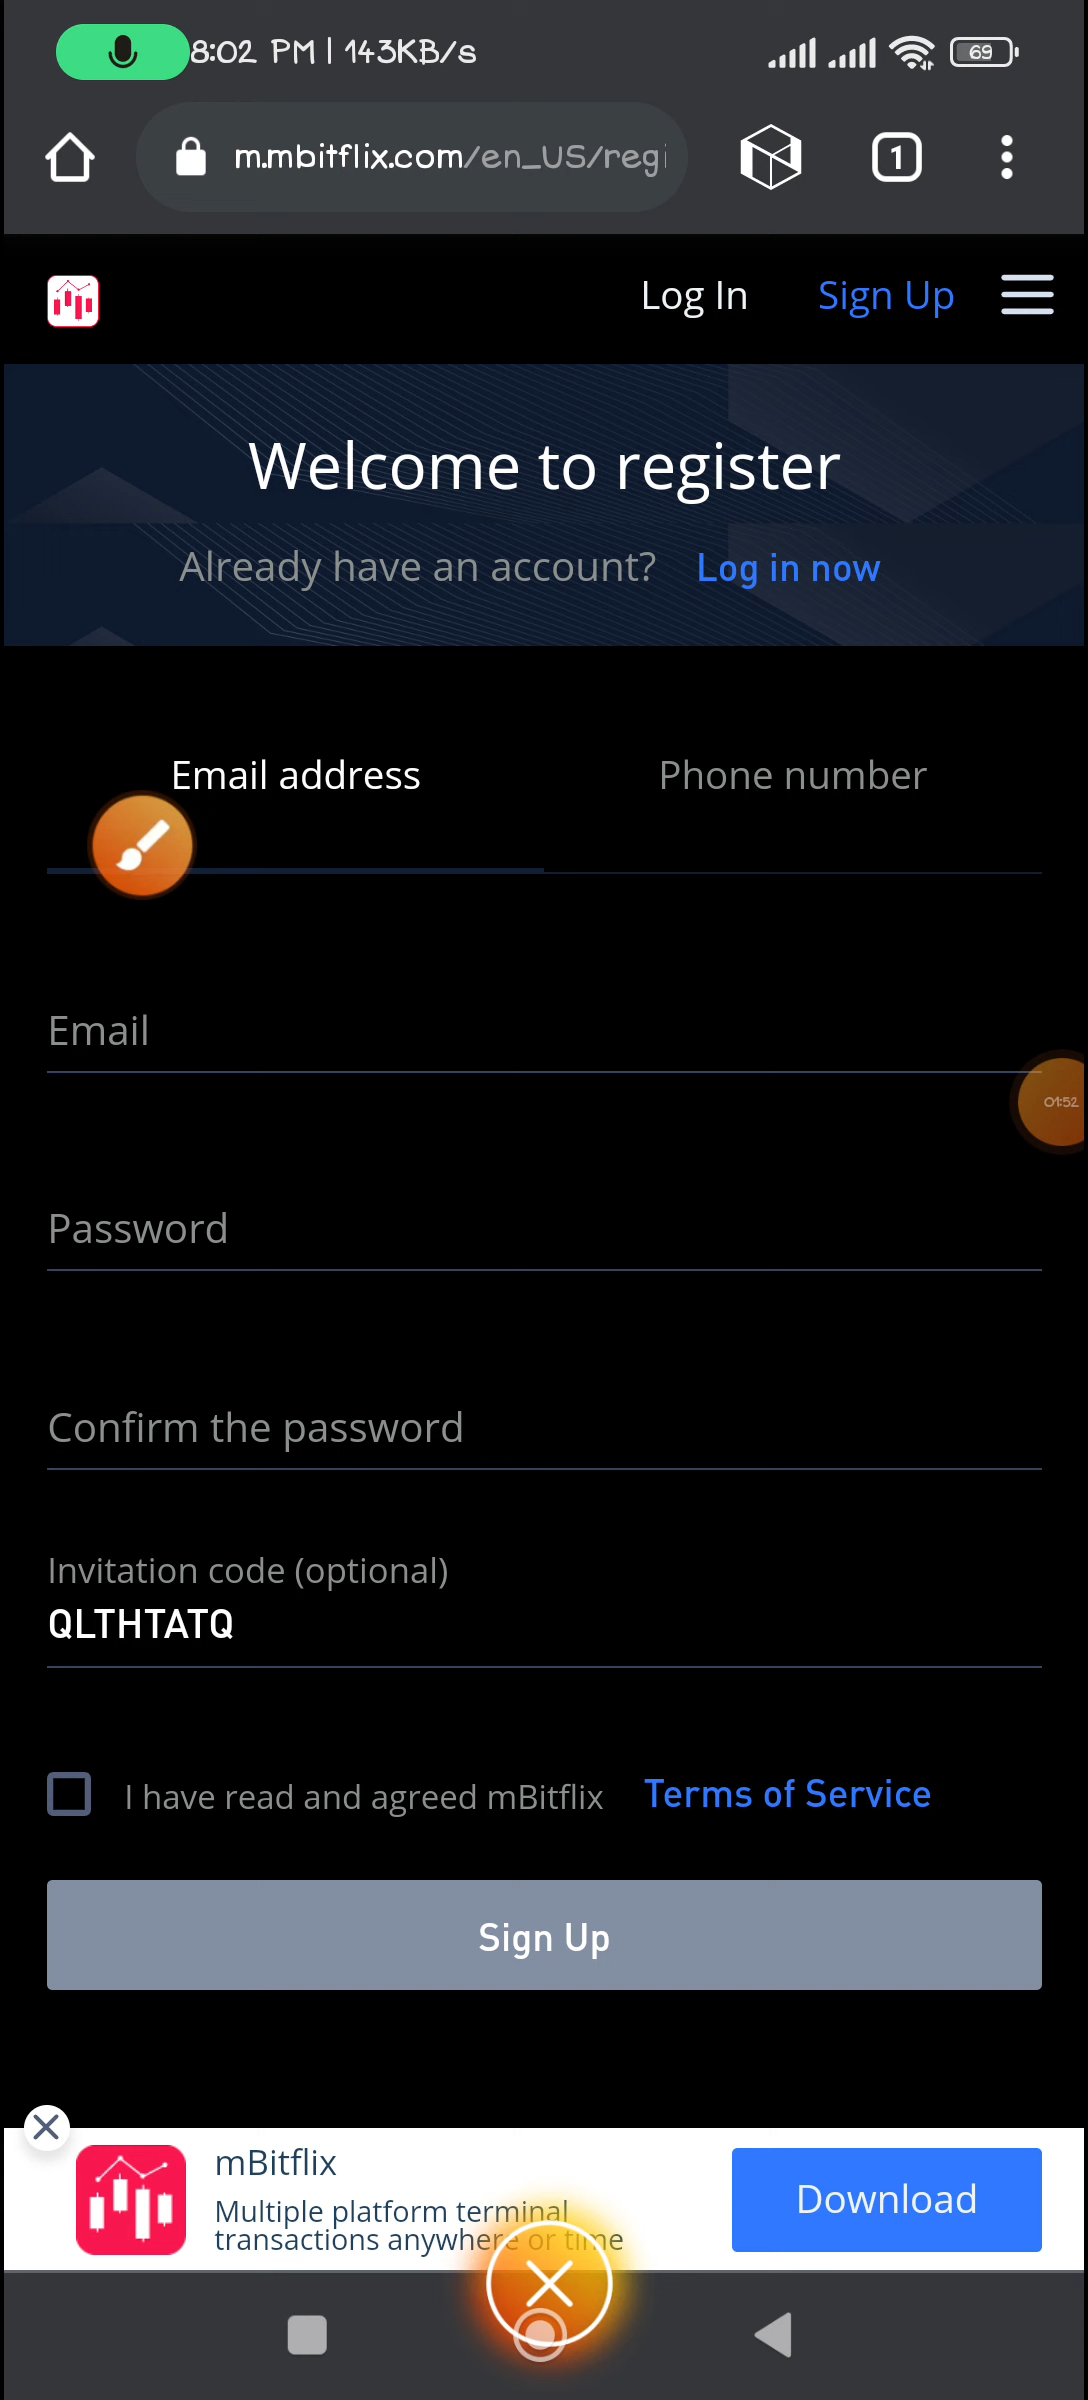 8:02 PM | 143KB/s
69
m.mbitflix.com/en_US/regi
1
Log In Sign Up
Welcome to register
Already have an account? Log in now
Email address Phone number
Email
01:52
Password
Confirm the password
Invitation code (optional)
QLTHTATQ
I have read and agreed mBitflix Terms of Service
Sign Up
mBitflix
Multiple platform terminal
transactions anywhere or time
Download